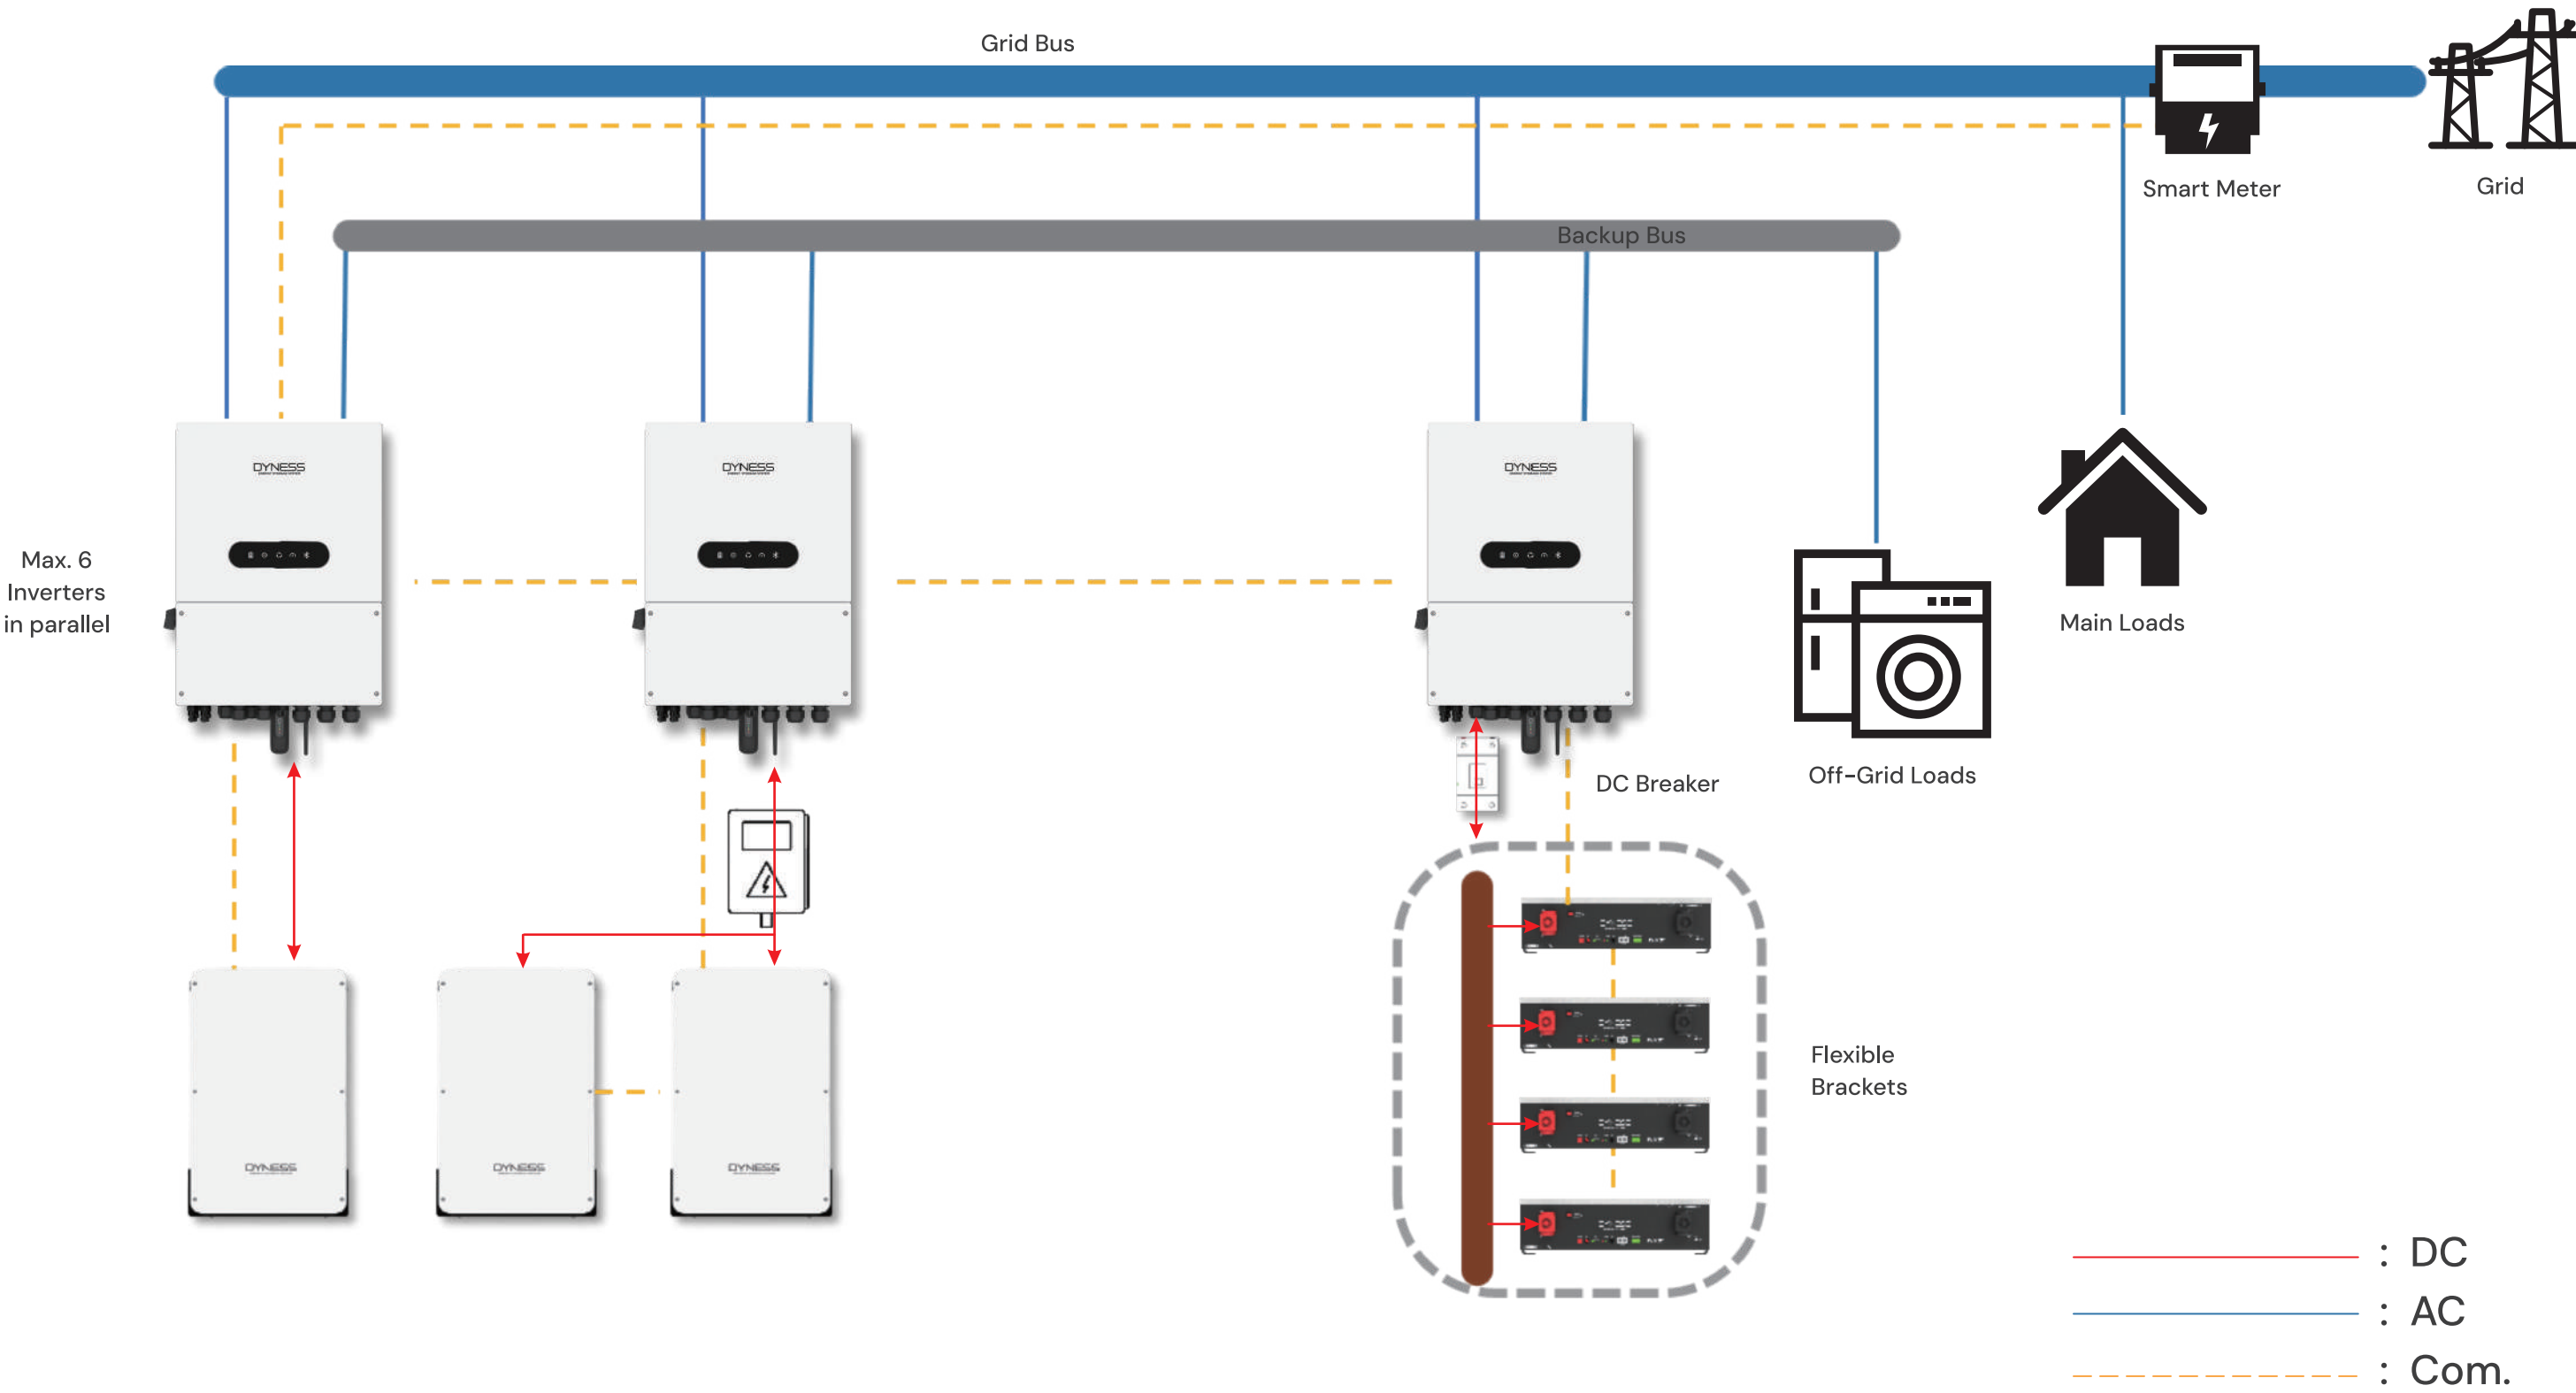 Grid Bus
Smart Meter
Grid
Backup Bus
DYNESS
DYNESS
DYNESS
Max. 6
Inverters
in parallel
Main Loads
DC Breaker
Off-Grid Loads
Flexible
Brackets
DYNESS
DYNESS
DYNESS
: DC
: AC
: Com.